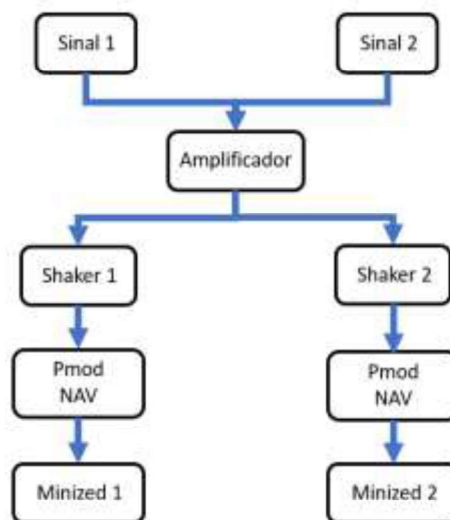 Sinal 1
Sinal 2
Amplificador
Shaker 1
Shaker 2
Pmod
NAV
Pmod
NAV
Minized 1
Minized 2